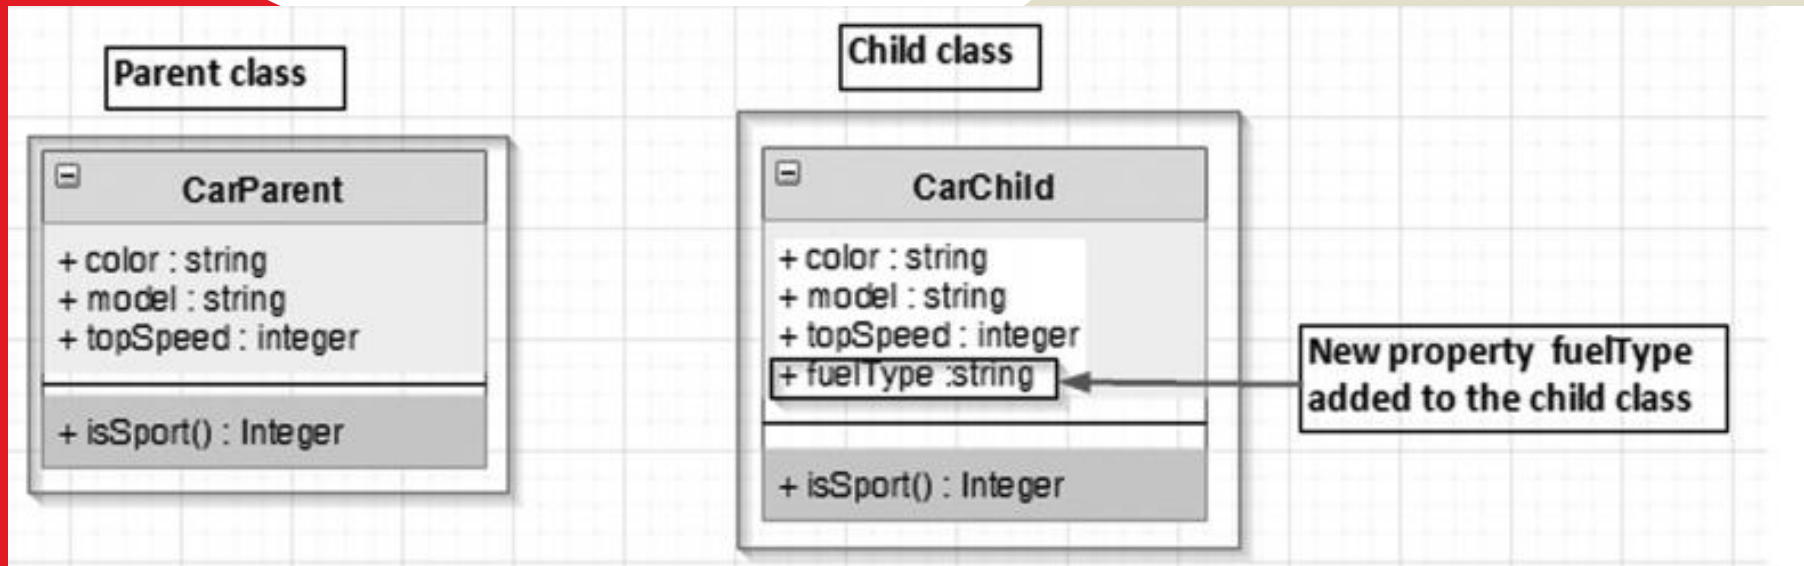 Parent class
CarParent
+ color : string
+ model : string
+ topSpeed : integer
+ isSport() : Integer
Child class
CarChild
+ color : string
+ model : string
+ topSpeed : integer
+ fuelType :string
+ isSport() : Integer
New property fuelType
added to the child class